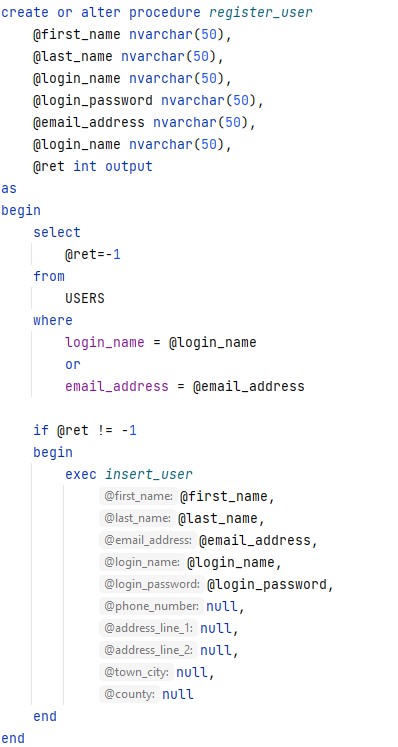 create or alter procedure register_user
@first_name nvarchar(50),
@last_name nvarchar(50),
@login_name nvarchar(50),
@login_password nvarchar(50),
@email_address nvarchar(50),
@login_name nvarchar(50),
@ret int output
as
begin
select
@ret=-1
from
USERS
where
login_name = @login_name
or
email_address = @email_address
if @ret != -1
begin
exec insert_user
@first_name: @first_name,
@last_name: @last_name,
@email_address: @email_address,
@login_name: @login_name,
@login_password: @login_password,
@phone_number: null,
@address_line_1: null,
@address_line_2: null,
@town_city: null,
@county: null
end
end